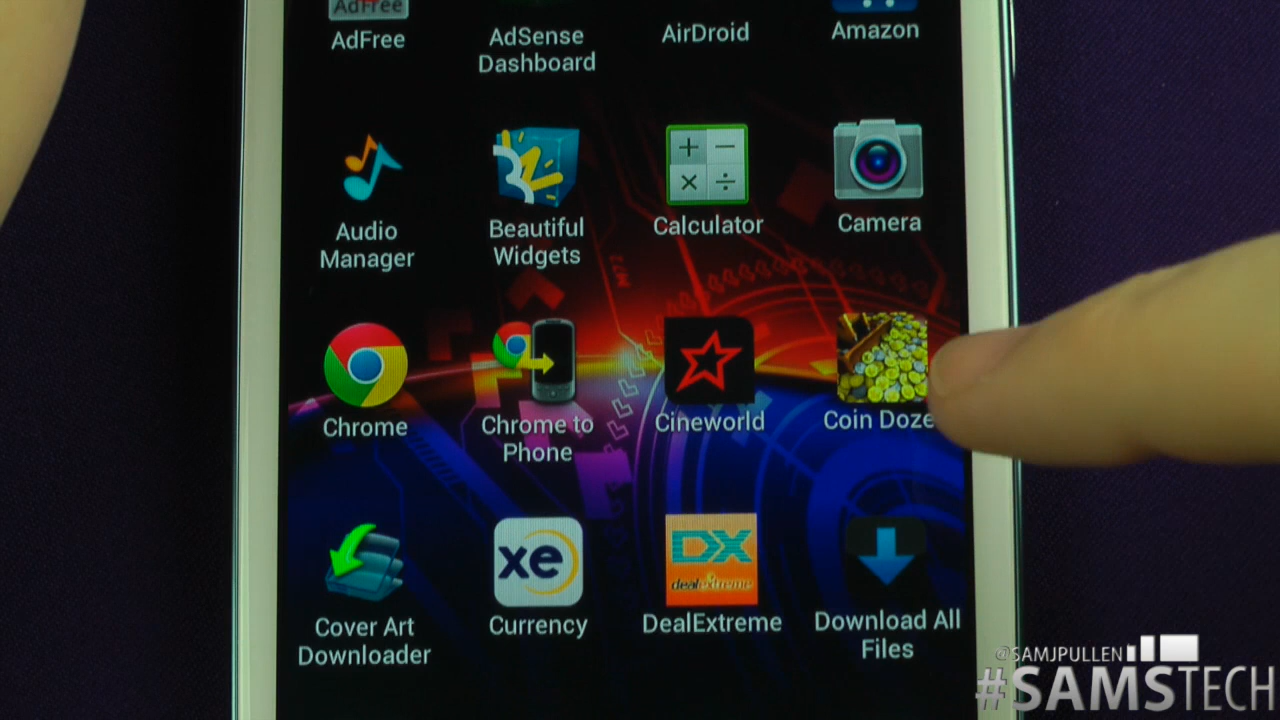 AdFree
AdFree
AdSense
Dashboard
AirDroid
Amazon
Audio
Manager
Beautiful
Widgets
Calculator
Camera
Chrome
Chrome to
Phone
Cineworld
Coin Doze
xe
DX
dealextreme
Cover Art
Downloader
Currency
DealExtreme
Download All
Files
@SAMJPULLEN
#SAMSTECH